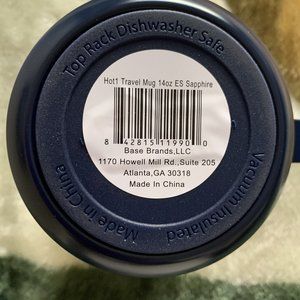 Top Rack Dishwasher Safe
Hot1 Travel Mug 14oz ES Sapphire
8 42815 11990 0
Base Brands,LLC
1170 Howell Mill Rd.,Suite 205
Atlanta,GA 30318
Made In China
Vacuum Insulated
Made in China